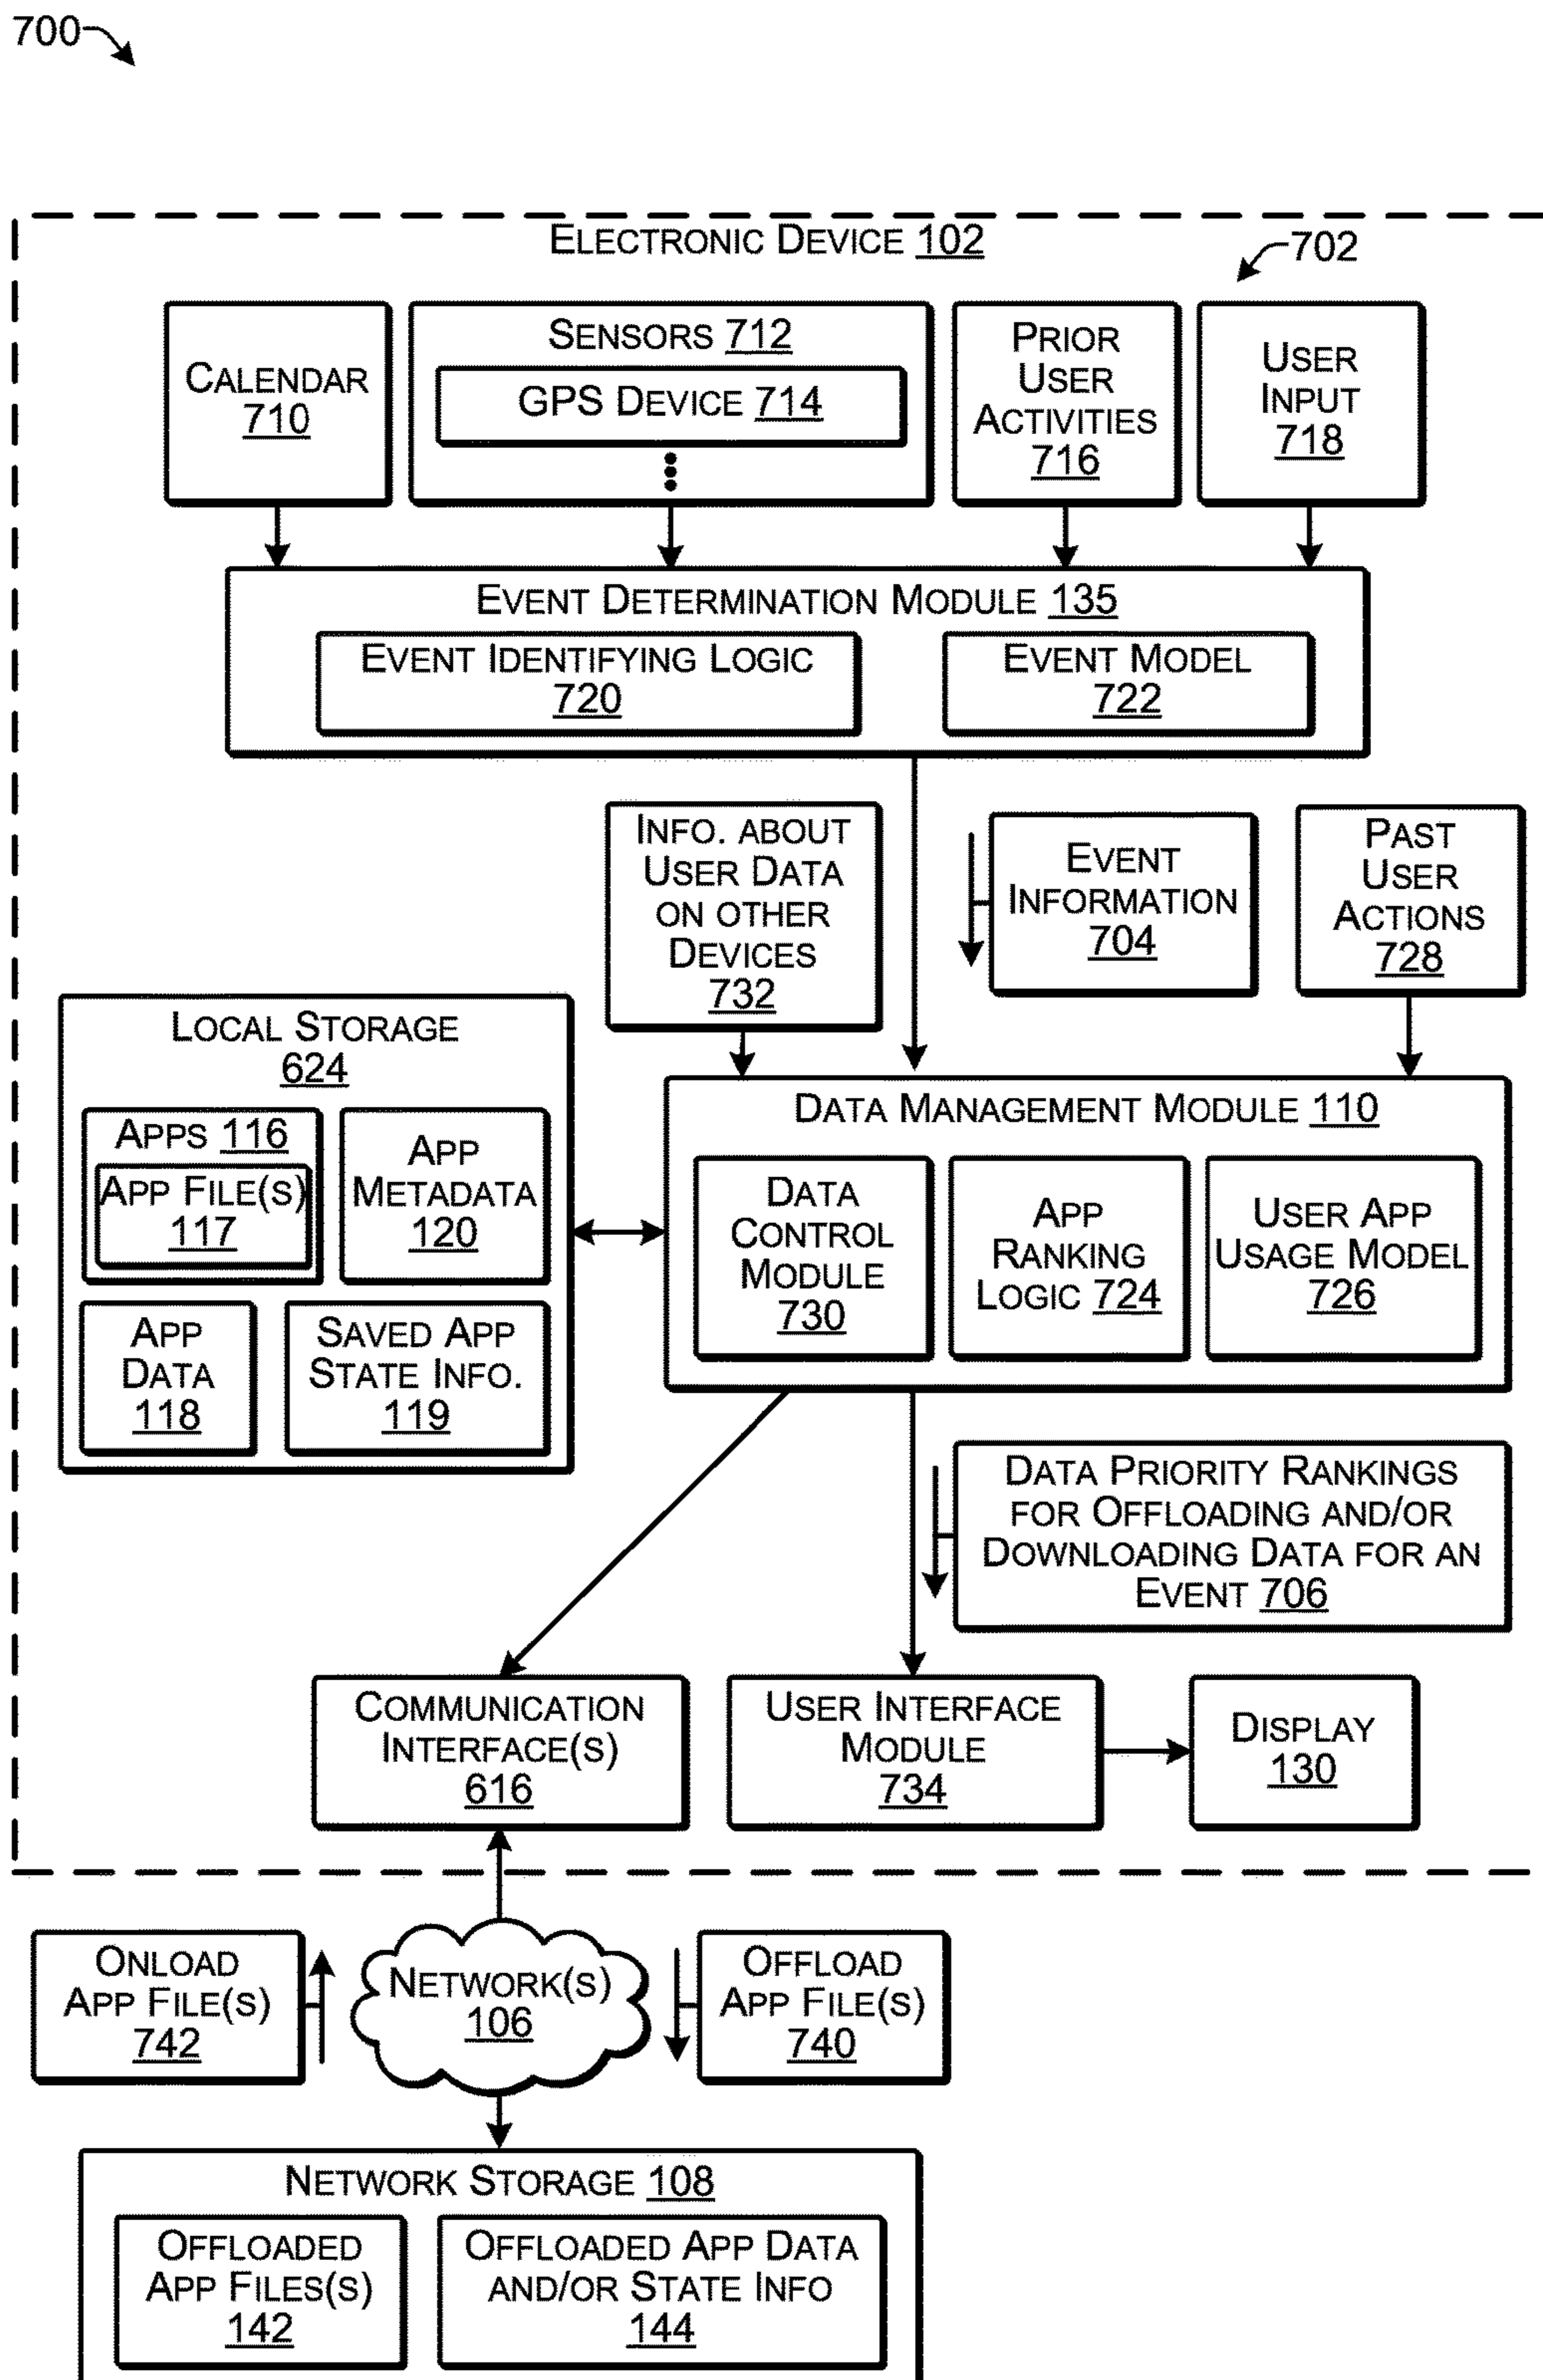 700
ELECTRONIC DEVICE 102
702
CALENDAR
710
SENSORS 712
GPS DEVICE 714
PRIOR
USER
ACTIVITIES
716
USER
INPUT
718
EVENT DETERMINATION MODULE 135
EVENT IDENTIFYING LOGIC
720
EVENT MODEL
722
INFO. ABOUT
USER DATA
ON OTHER
DEVICES
732
EVENT
INFORMATION
704
PAST
USER
ACTIONS
728
LOCAL STORAGE
624
APPS 116
APP FILE(S)
117
APP
METADATA
120
APP
DATA
118
SAVED APP
STATE INFO.
119
DATA MANAGEMENT MODULE 110
DATA
CONTROL
MODULE
730
APP
RANKING
LOGIC 724
USER APP
USAGE MODEL
726
DATA PRIORITY RANKINGS
FOR OFFLOADING AND/OR
DOWNLOADING DATA FOR AN
EVENT 706
COMMUNICATION
INTERFACE(S)
616
USER INTERFACE
MODULE
734
DISPLAY
130
ONLOAD
APP FILE(S)
742
NETWORK(S)
106
OFFLOAD
APP FILE(S)
740
NETWORK STORAGE 108
OFFLOADED
APP FILES(S)
142
OFFLOADED APP DATA
AND/OR STATE INFO
144